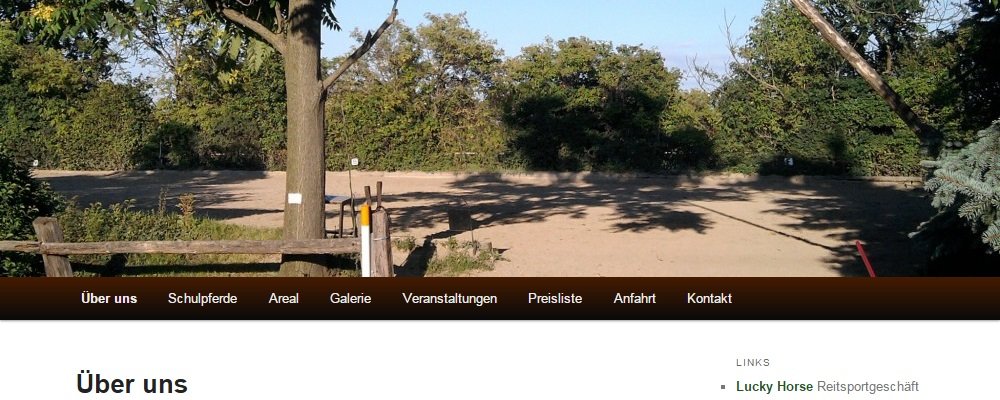 Über uns Schulpferde Areal Galerie Veranstaltungen Preisliste Anfahrt Kontakt
Über uns
LINKS
Lucky Horse Reitsportgeschäft